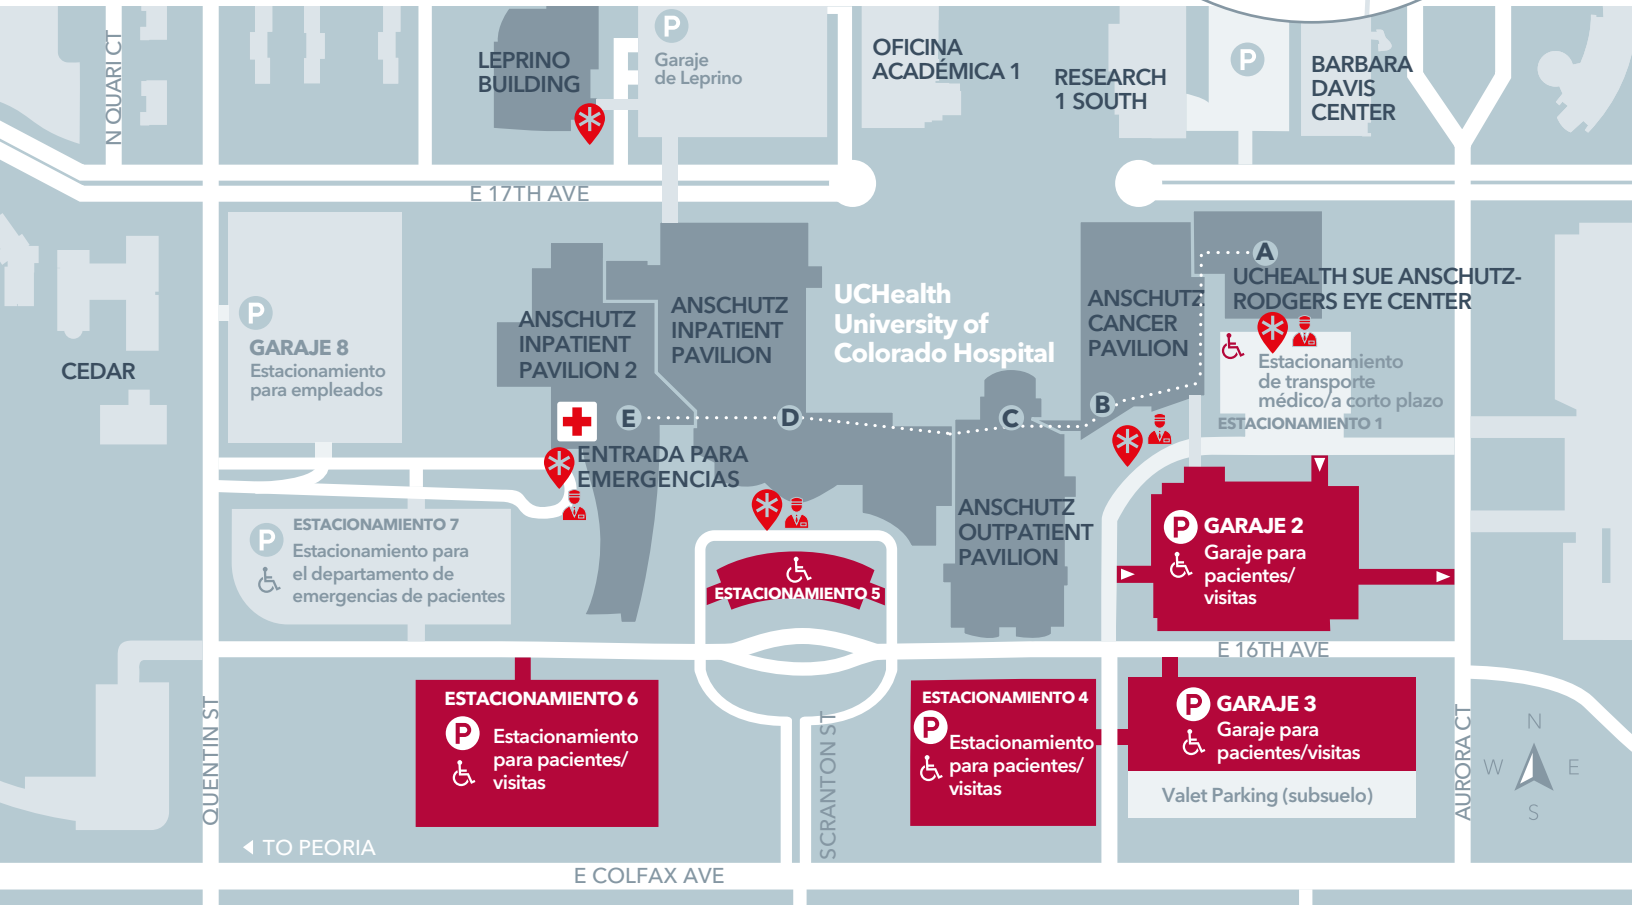 N QUARI CT
LEPRINO
BUILDING
P
Garaje
de Leprino
OFICINA
ACADÉMICA 1
RESEARCH
1 SOUTH
P
BARBARA
DAVIS
CENTER
E 17TH AVE
P
GARAJE 8
Estacionamiento
para empleados
CEDAR
ANSCHUTZ
INPATIENT
PAVILION 2
ANSCHUTZ
INPATIENT
PAVILION
UCHealth
University of
Colorado Hospital
ANSCHUTZ
CANCER
PAVILION
A
UCHEALTH SUE ANSCHUTZ-
RODGERS EYE CENTER
Estacionamiento
de transporte
médico/a corto plazo
ESTACIONAMIENTO 1
E
D
C
B
ENTRADA PARA
EMERGENCIAS
ANSCHUTZ
OUTPATIENT
PAVILION
P
ESTACIONAMIENTO 7
Estacionamiento para
el departamento de
emergencias de pacientes
ESTACIONAMIENTO 5
P
GARAJE 2
Garaje para
pacientes/
visitas
E 16TH AVE
ESTACIONAMIENTO 6
P
Estacionamiento
para pacientes/
visitas
ESTACIONAMIENTO 4
P
Estacionamiento
para pacientes/
visitas
P
GARAJE 3
Garaje para
pacientes/visitas
Valet Parking (subsuelo)
QUENTIN ST
SCRANTON ST
AURORA CT
N
W
E
S
TO PEORIA
E COLFAX AVE